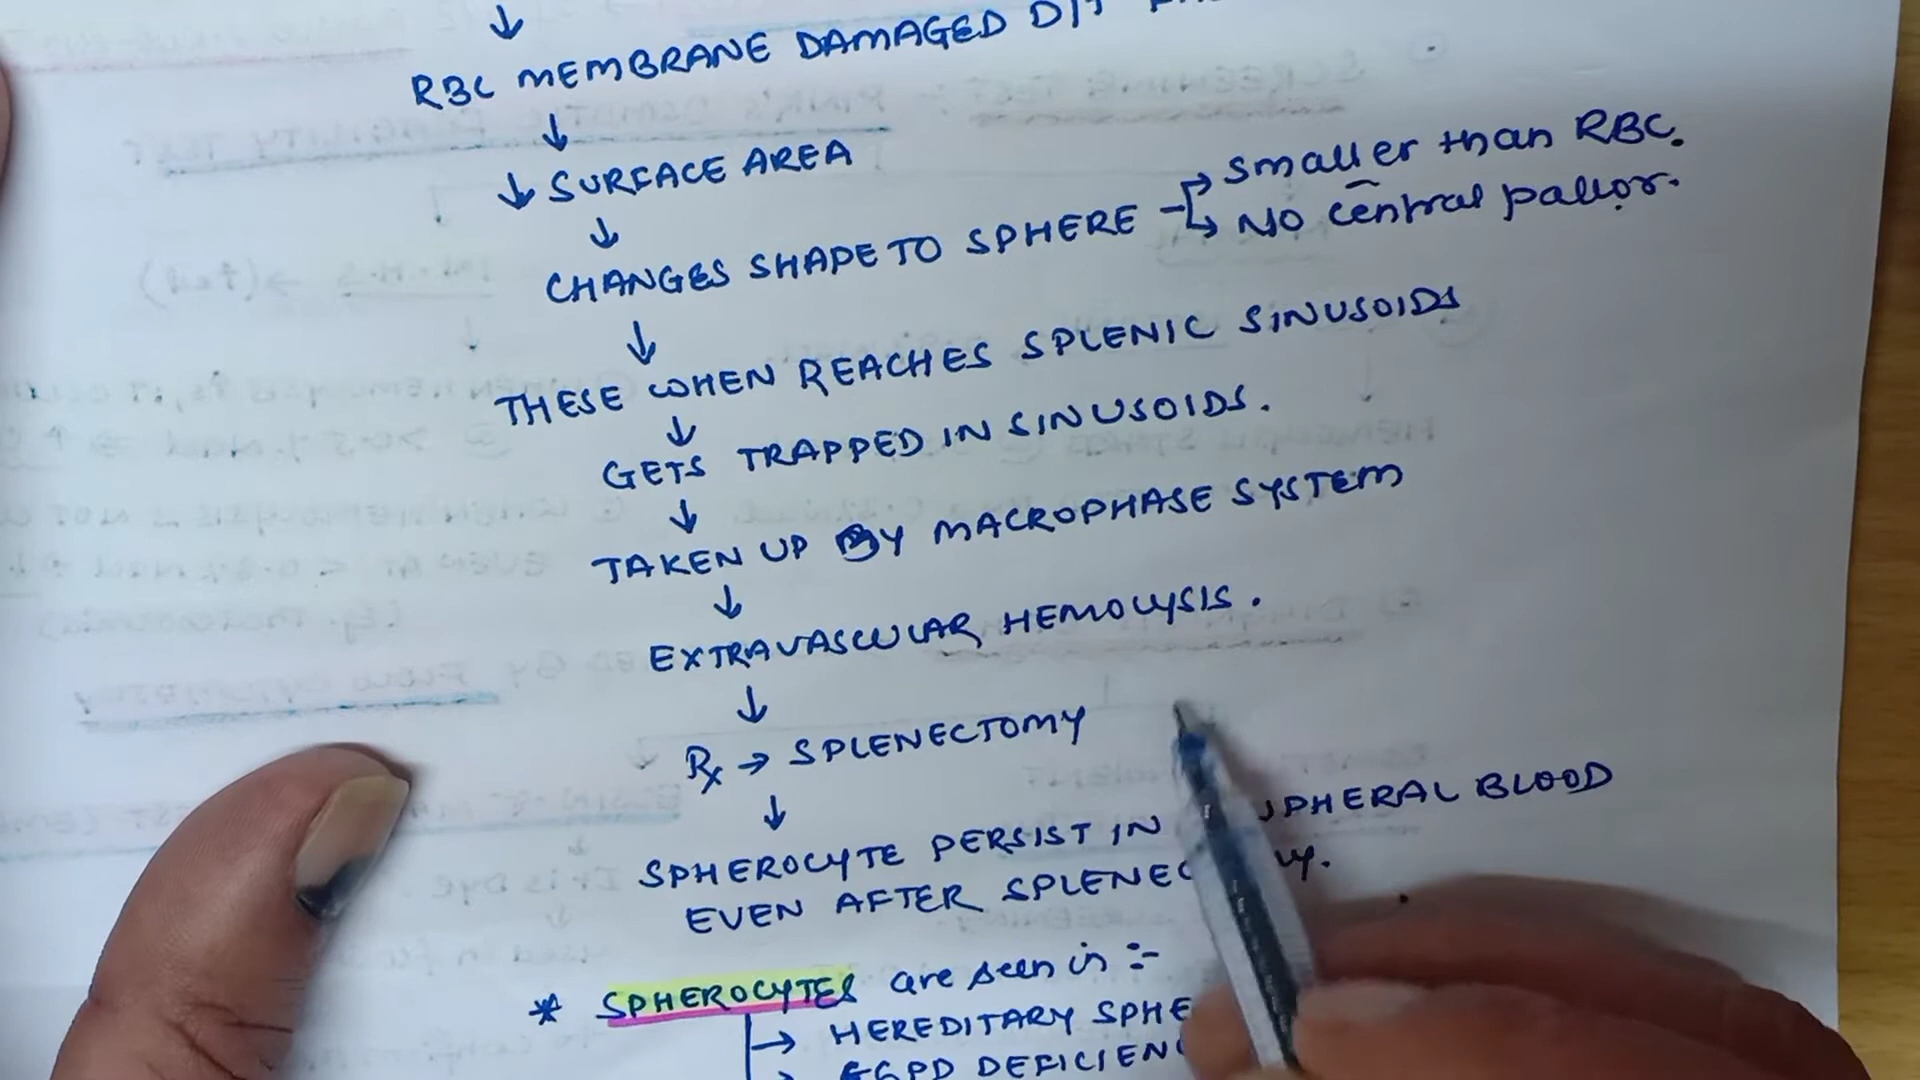 ↓
RBC MEMBRANE DAMAGED D/T
↓
↓ SURFACE AREA
↓
CHANGES SHAPE TO SPHERE → smaller than RBC.
→ NO central pallor.
↓
THESE WHEN REACHES SPLENIC SINUSOIDS
↓
GETS TRAPPED IN SINUSOIDS.
↓
TAKEN UP BY MACROPHASE SYSTEM
↓
EXTRAVASCULAR HEMOLYSIS.
↓
Rx → SPLENECTOMY
↓
SPHEROCYTE PERSIST IN BLOOD
EVEN AFTER
* SPHEROCYTES are seen in :-
→ HEREDITARY